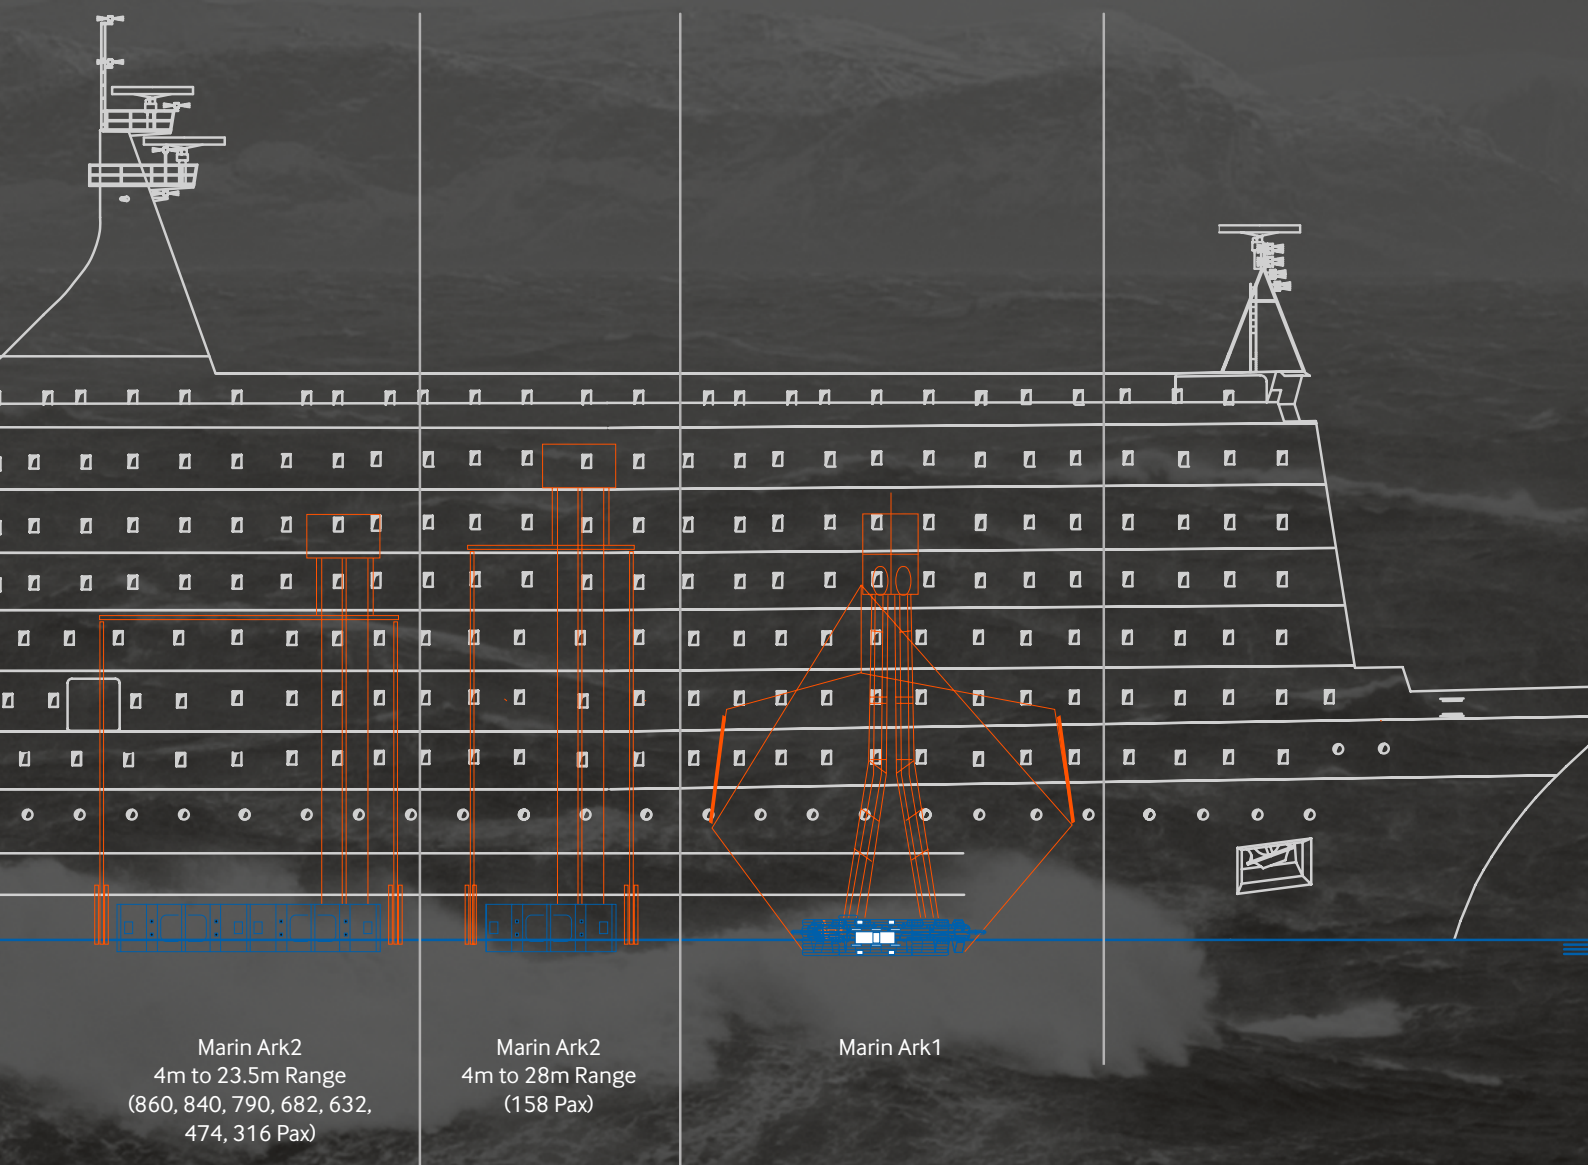 Marin Ark2
4m to 23.5m Range
(860, 840, 790, 682, 632,
474, 316 Pax)
Marin Ark2
4m to 28m Range
(158 Pax)
Marin Ark1